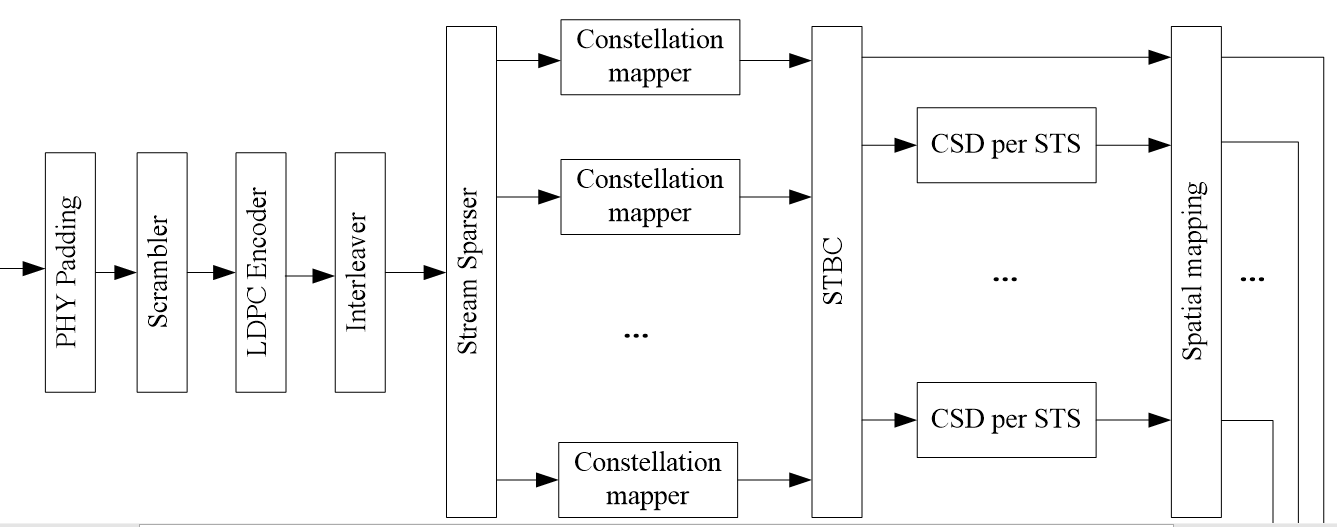 PHY Padding
Scrambler
LDPC Encoder
Interleaver
Stream Sparser
Constellation
mapper
Constellation
mapper
...
Constellation
mapper
STBC
CSD per STS
...
CSD per STS
Spatial mapping
...